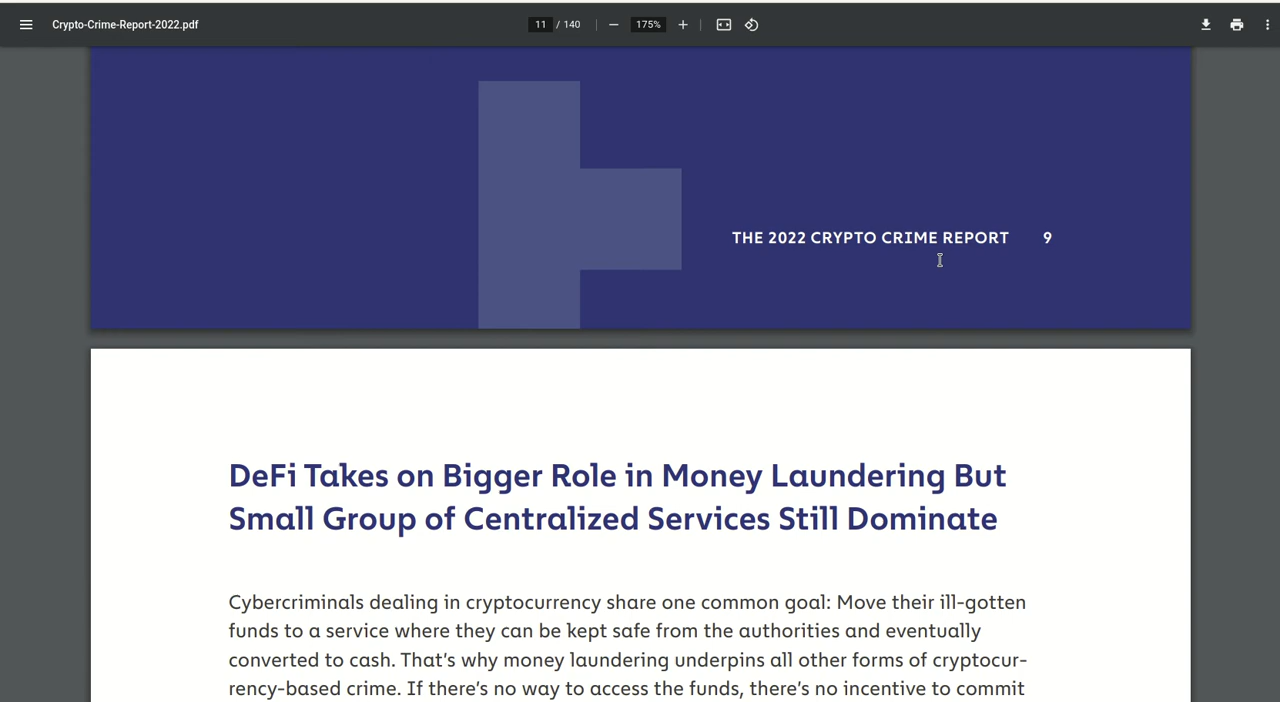 Crypto-Crime-Report-2022.pdf
11 / 140
175%
THE 2022 CRYPTO CRIME REPORT 9
DeFi Takes on Bigger Role in Money Laundering But
Small Group of Centralized Services Still Dominate
Cybercriminals dealing in cryptocurrency share one common goal: Move their ill-gotten
funds to a service where they can be kept safe from the authorities and eventually
converted to cash. That’s why money laundering underpins all other forms of cryptocur-
rency-based crime. If there’s no way to access the funds, there’s no incentive to commit